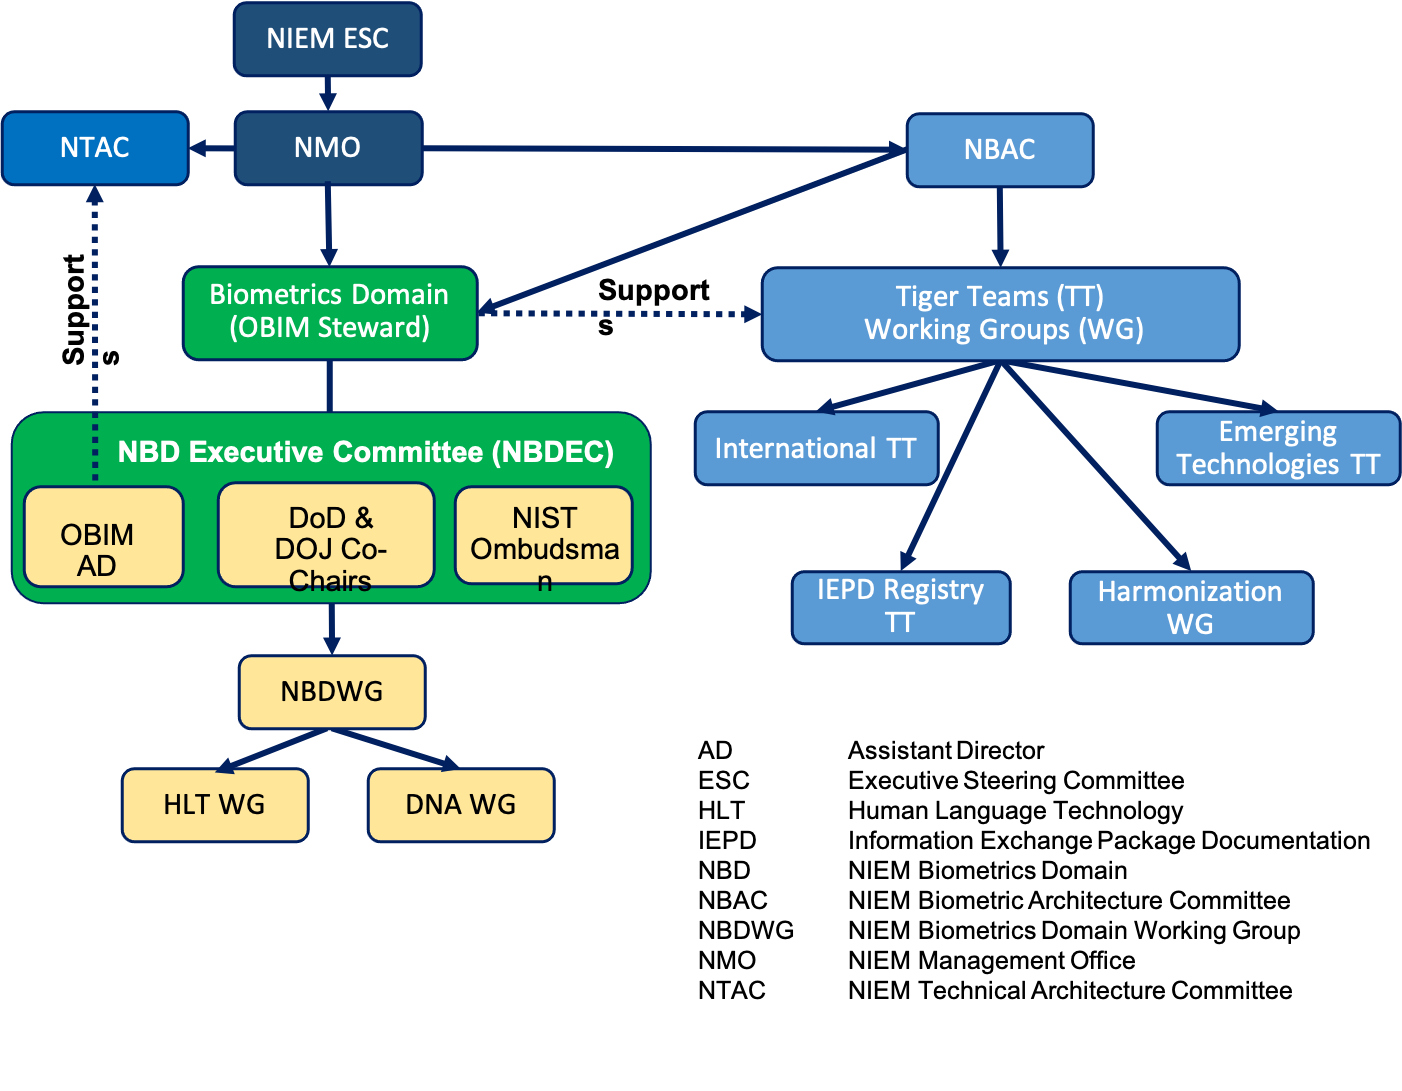 NIEM ESC
NTAC
NMO
NBAC
Support
s
Biometrics Domain
(OBIM Steward)
Support
s
Tiger Teams (TT)
Working Groups (WG)
NBD Executive Committee (NBDEC)
OBIM
AD
DoD &
DOJ Co-
Chairs
NIST
Ombudsma
n
International TT
Emerging
Technologies TT
IEPD Registry
TT
Harmonization
WG
NBDWG
HLT WG
DNA WG
AD Assistant Director
ESC Executive Steering Committee
HLT Human Language Technology
IEPD Information Exchange Package Documentation
NBD NIEM Biometrics Domain
NBAC NIEM Biometric Architecture Committee
NBDWG NIEM Biometrics Domain Working Group
NMO NIEM Management Office
NTAC NIEM Technical Architecture Committee